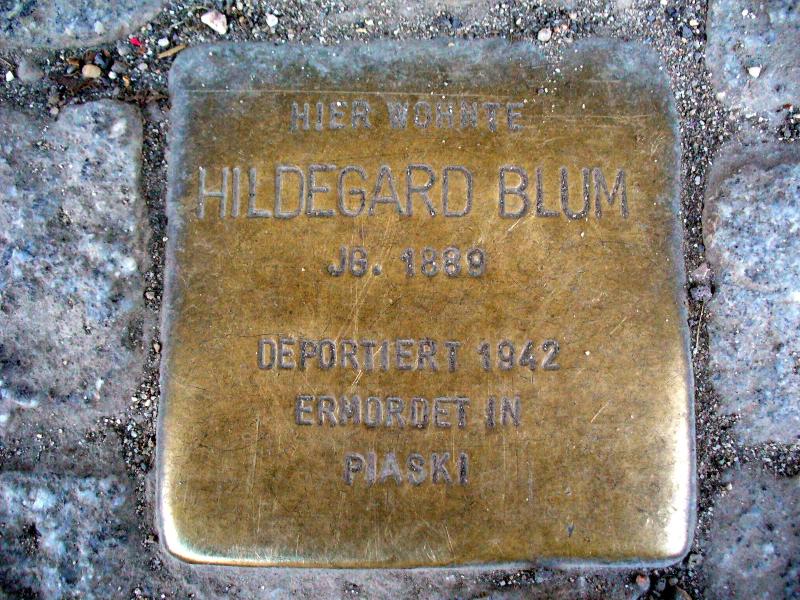 HIER WOHNTE
HILDEGARD BLUM
JG. 1889
DEPORTIERT 1942
ERMORDET IN
PIASKI